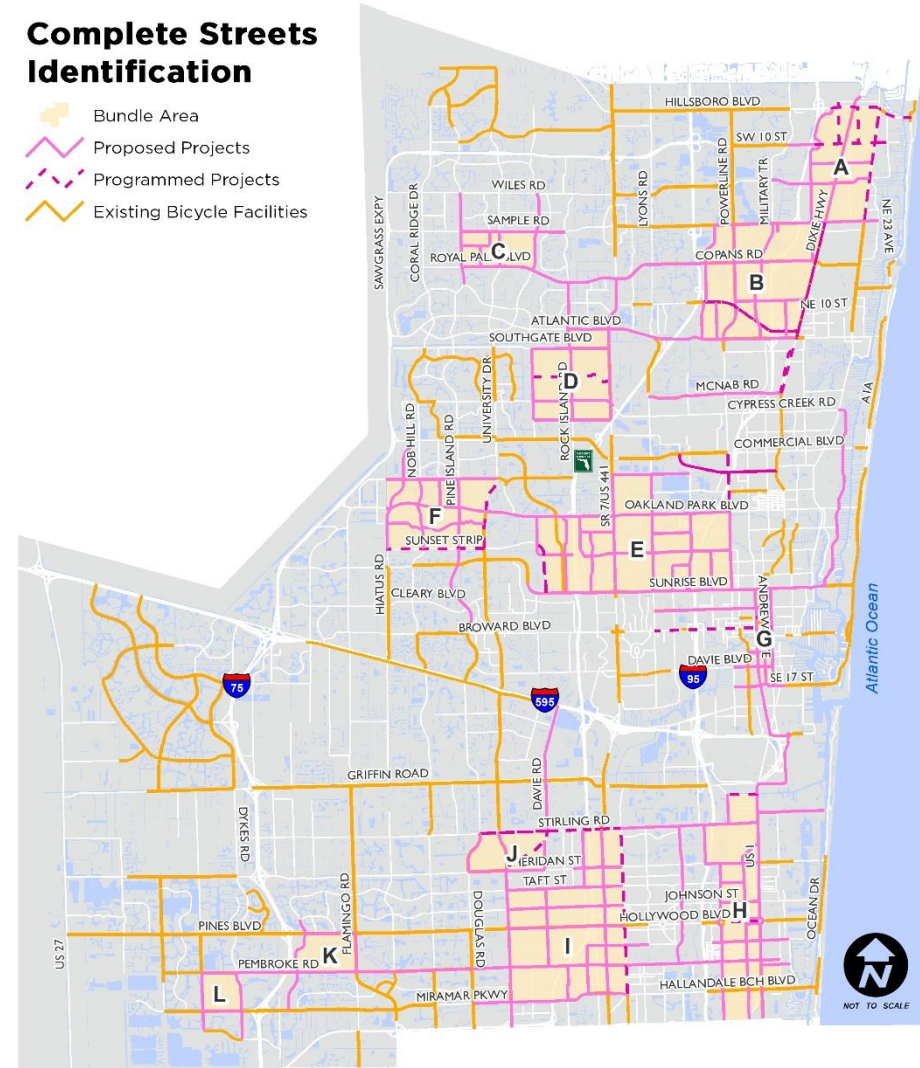 Complete Streets
Identification
Bundle Area
Proposed Projects
Programmed Projects
Existing Bicycle Facilities
HILLSBORO BLVD
SW 10 ST
A
WILES RD
LYONS RD
POWERLINE RD
MILITARY TR
SAWGRASS EXPY
CORAL RIDGE DR
SAMPLE RD
DIXIE HWY
NE 23 AVE
C
ROYAL PALM BLVD
COPANS RD
B
NE 10 ST
ATLANTIC BLVD
SOUTHGATE BLVD
UNIVERSITY DR
D
ROCK ISLAND RD
MCNAB RD
A1A
CYPRESS CREEK RD
NOB HILL RD
PINE ISLAND RD
COMMERCIAL BLVD
SR 7/US 441
OAKLAND PARK BLVD
F
SUNSET STRIP
E
HIATUS RD
CLEARY BLVD
SUNRISE BLVD
ANDREWS AVE
BROWARD BLVD
G
Atlantic Ocean
DAVIE BLVD
75
95
SE 17 ST
595
GRIFFIN ROAD
DAVIE RD
DYKES RD
STIRLING RD
J
SHERIDAN ST
US 1
TAFT ST
FLAMINGO RD
DOUGLAS RD
JOHNSON ST
OCEAN DR
HOLLYWOOD BLVD
H
PINES BLVD
US 27
K
I
PEMBROKE RD
L
MIRAMAR PKWY
HALLANDALE BCH BLVD
N
NOT TO SCALE